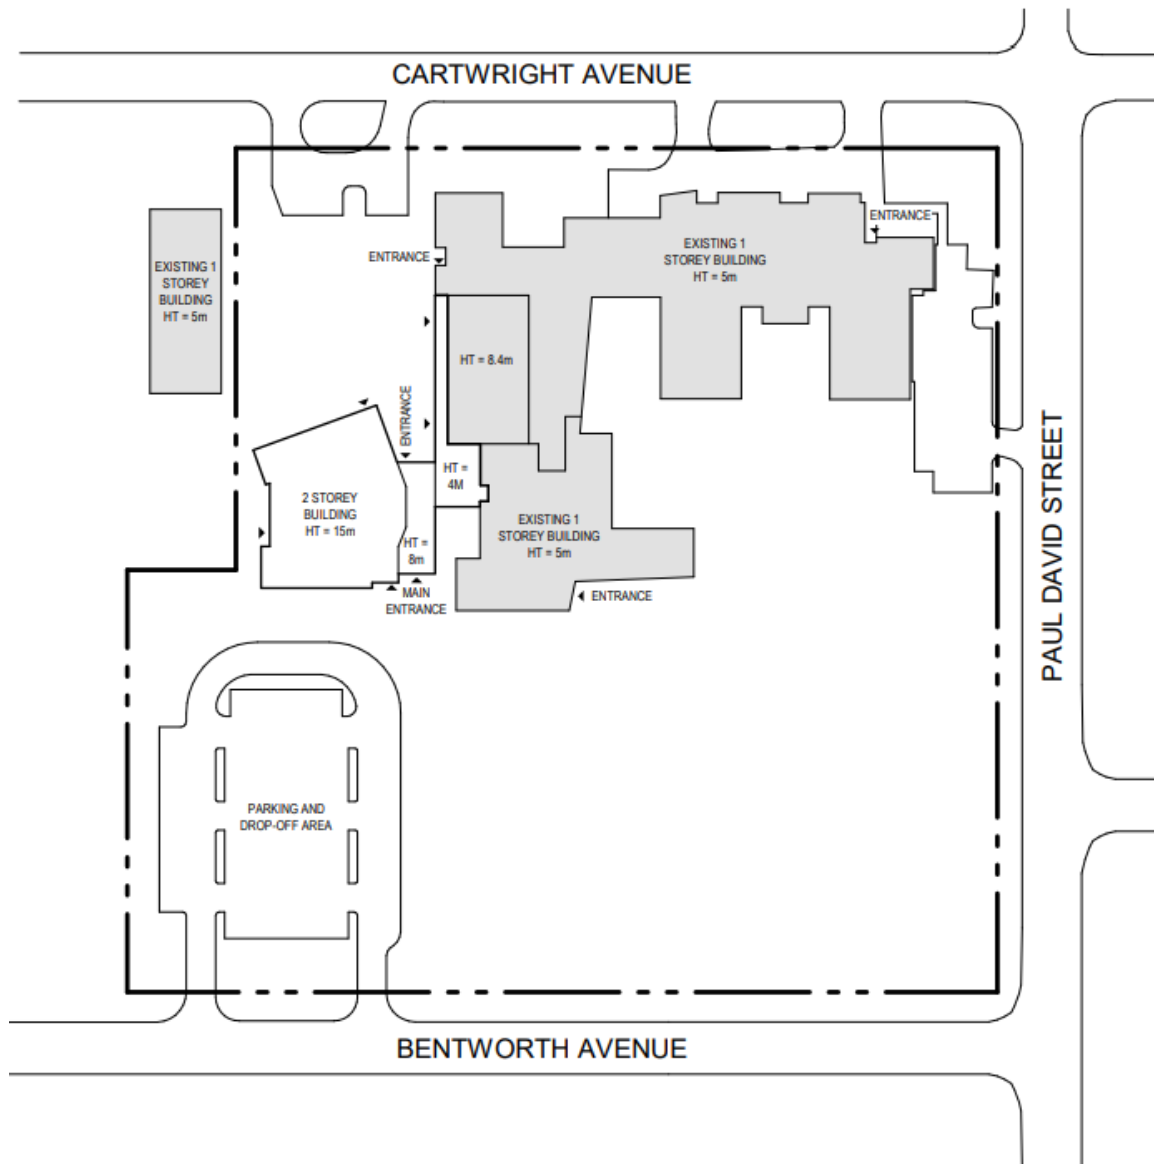 CARTWRIGHT AVENUE
ENTRANCE
EXISTING 1
STOREY BUILDING
HT = 5m
ENTRANCE
EXISTING 1
STOREY
BUILDING
HT = 5m
HT = 8.4m
ENTRANCE
HT =
4M
2 STOREY
BUILDING
HT = 15m
EXISTING 1
STOREY BUILDING
HT = 5m
HT =
8m
MAIN
ENTRANCE
ENTRANCE
PAUL DAVID STREET
PARKING AND
DROP-OFF AREA
BENTWORTH AVENUE